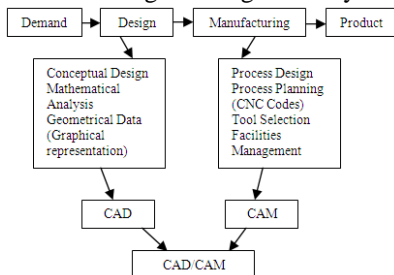 Demand
Design
Manufacturing
Product
Conceptual Design
Mathematical
Analysis
Geometrical Data
(Graphical
representation)
Process Design
Process Planning
(CNC Codes)
Tool Selection
Facilities
Management
CAD
CAM
CAD/CAM